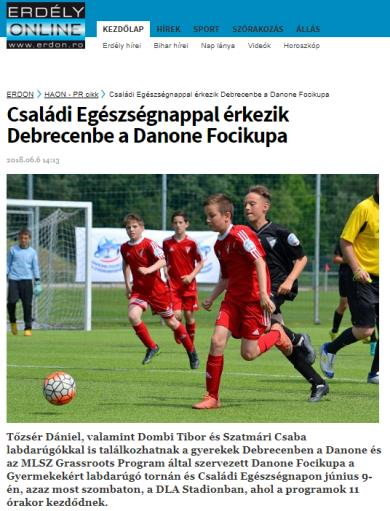 ERDÉLY
ONLINE
www.erdon.ro
KEZDŐLAP HÍREK SPORT SZÓRAKOZÁS ÁLLÁS
Erdély hírei Bihar hírei Nap lánya Videók Horoszkóp
ERDON > HAON - PR cikk > Családi Egészségnappal érkezik Debrecenbe a Danone Focikupa
Családi Egészségnappal érkezik
Debrecenbe a Danone Focikupa
2018.06.6 14:13
Tőzsér Dániel, valamint Dombi Tibor és Szatmári Csaba
labdarúgókkal is találkozhatnak a gyerekek Debrecenben a Danone és
az MLSZ Grassroots Program által szervezett Danone Focikupa a
Gyermekekért labdarúgó tornán és Családi Egészségnapon június 9-
én, azaz most szombaton, a DLA Stadionban, ahol a programok 11
órakor kezdődnek.